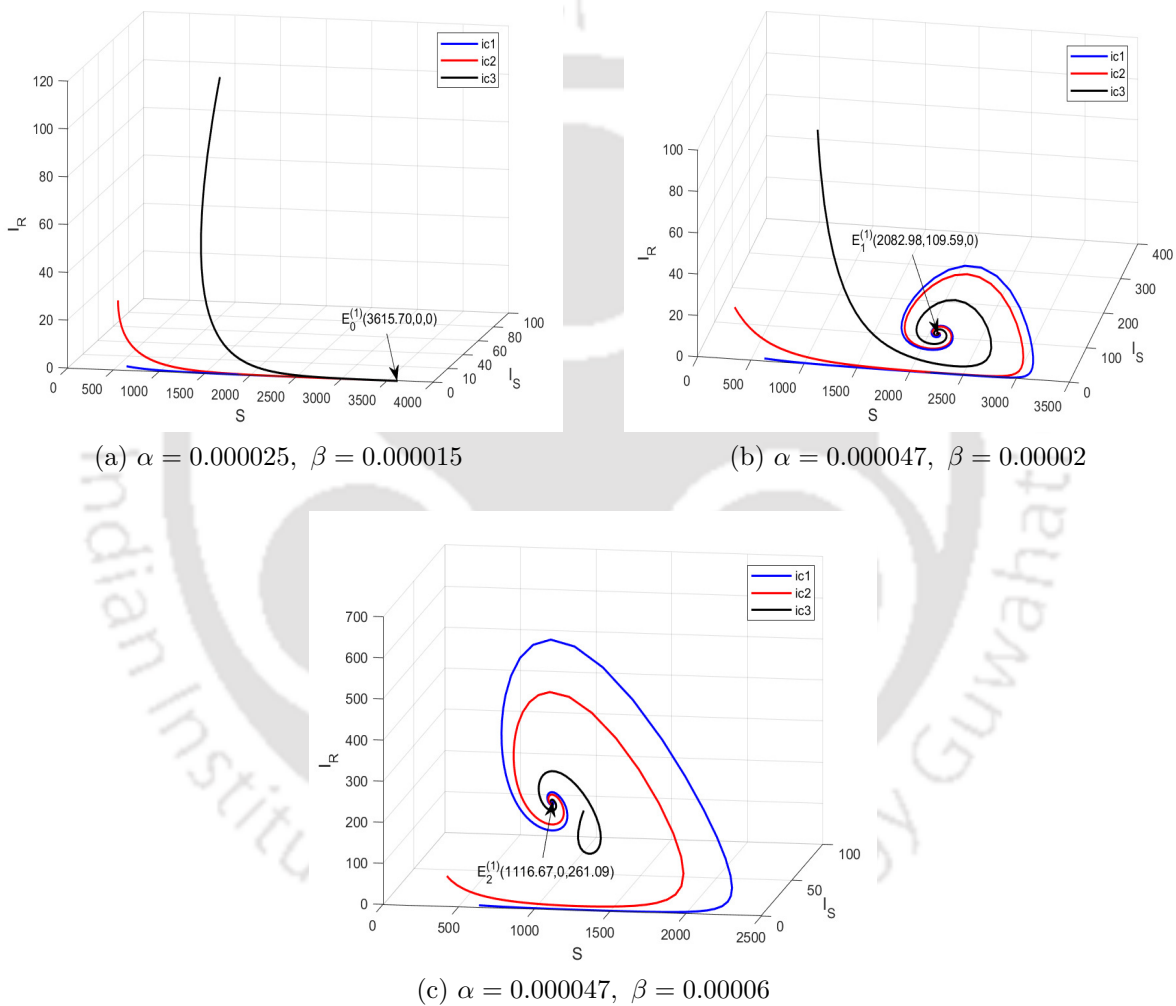 ic1
ic2
ic3
120
100
80
60
40
20
0
I_R
E_0^{(1)}(3615.70,0,0)
0
500
1000
1500
2000
2500
3000
3500
4000
S
0
10
40
60
80
100
I_S
(a) α = 0.000025, β = 0.000015
ic1
ic2
ic3
100
80
60
40
20
0
I_R
E_1^{(1)}(2082.98,109.59,0)
0
500
1000
1500
2000
2500
3000
3500
S
0
100
200
300
400
I_S
(b) α = 0.000047, β = 0.00002
ic1
ic2
ic3
700
600
500
400
300
200
100
0
I_R
E_2^{(1)}(1116.67,0,261.09)
0
500
1000
1500
2000
2500
S
0
50
100
I_S
(c) α = 0.000047, β = 0.00006
Indian Institu
y Guwahat